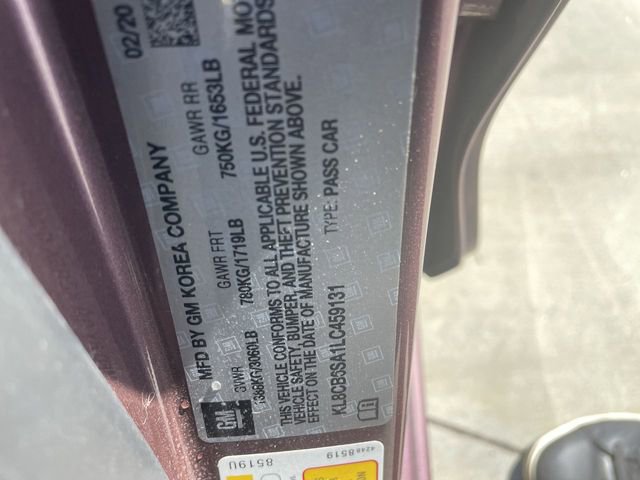 MFD BY GM KOREA COMPANY
02/20
GVWR
GAWR FRT
GAWR RR
1388KG/3060LB
780KG/1719LB
750KG/1653LB
THIS VEHICLE CONFORMS TO ALL APPLICABLE U.S. FEDERAL MO
VEHICLE SAFETY, BUMPER, AND THEFT PREVENTION STANDARDS
EFFECT ON THE DATE OF MANUFACTURE SHOWN ABOVE.
KL8CB6SA1LC459131
TYPE: PASS CAR
GM
8519U
42488519